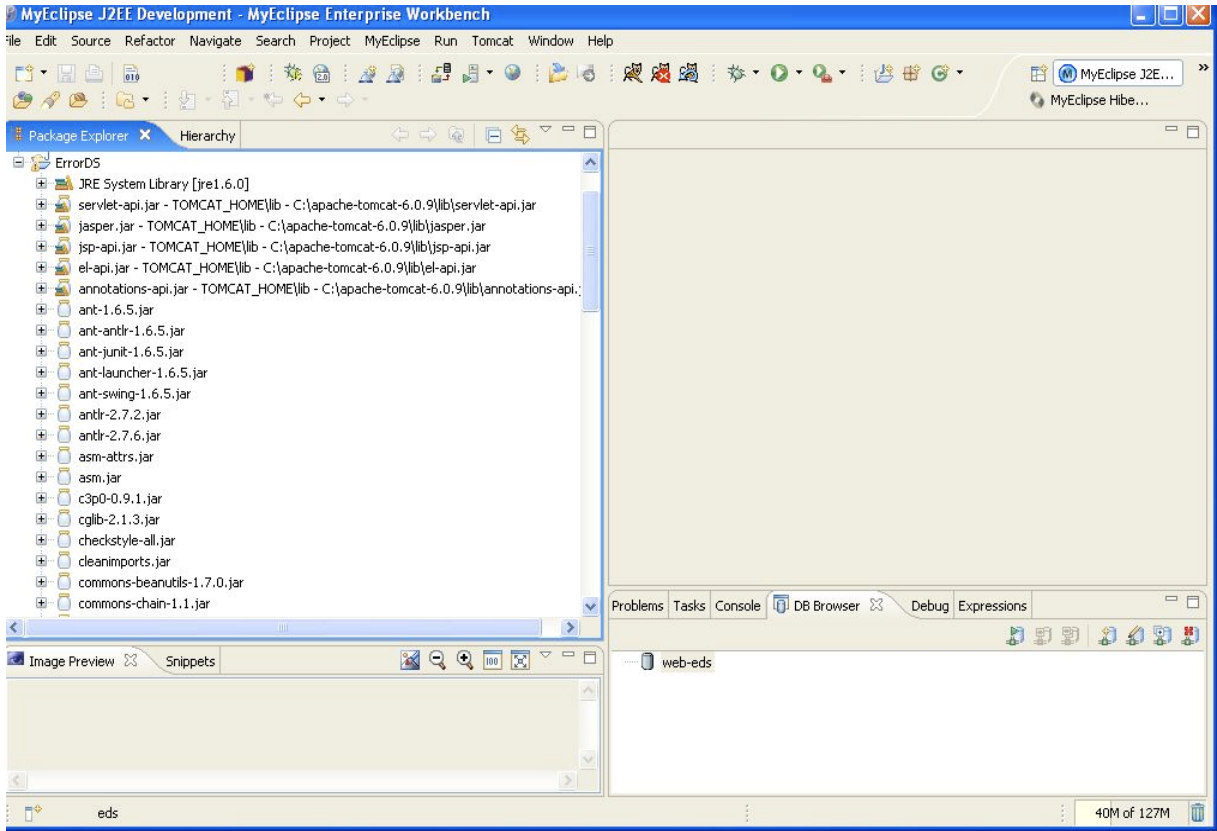 MyEclipse J2EE Development - MyEclipse Enterprise Workbench
File Edit Source Refactor Navigate Search Project MyEclipse Run Tomcat Window Help
MyEclipse J2E... »
MyEclipse Hibe...
Package Explorer Hierarchy
ErrorDS
JRE System Library [jre1.6.0]
servlet-api.jar - TOMCAT_HOME\lib - C:\apache-tomcat-6.0.9\lib\servlet-api.jar
jasper.jar - TOMCAT_HOME\lib - C:\apache-tomcat-6.0.9\lib\jasper.jar
jsp-api.jar - TOMCAT_HOME\lib - C:\apache-tomcat-6.0.9\lib\jsp-api.jar
el-api.jar - TOMCAT_HOME\lib - C:\apache-tomcat-6.0.9\lib\el-api.jar
annotations-api.jar - TOMCAT_HOME\lib - C:\apache-tomcat-6.0.9\lib\annotations-api.
ant-1.6.5.jar
ant-antlr-1.6.5.jar
ant-junit-1.6.5.jar
ant-launcher-1.6.5.jar
ant-swing-1.6.5.jar
antlr-2.7.2.jar
antlr-2.7.6.jar
asm-attrs.jar
asm.jar
c3p0-0.9.1.jar
cglib-2.1.3.jar
checkstyle-all.jar
cleanimports.jar
commons-beanutils-1.7.0.jar
commons-chain-1.1.jar
Problems Tasks Console DB Browser Debug Expressions
web-eds
Image Preview Snippets
100
eds
40M of 127M